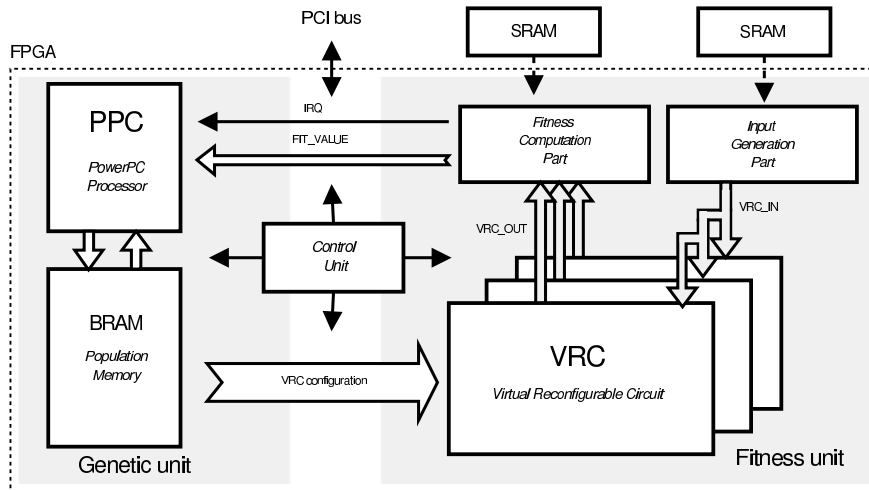 PCI bus
SRAM
SRAM
FPGA
PPC
PowerPC
Processor
IRQ
FIT_VALUE
Fitness
Computation
Part
Input
Generation
Part
VRC_OUT
VRC_IN
Control
Unit
BRAM
Population
Memory
VRC configuration
VRC
Virtual Reconfigurable Circuit
Genetic unit
Fitness unit